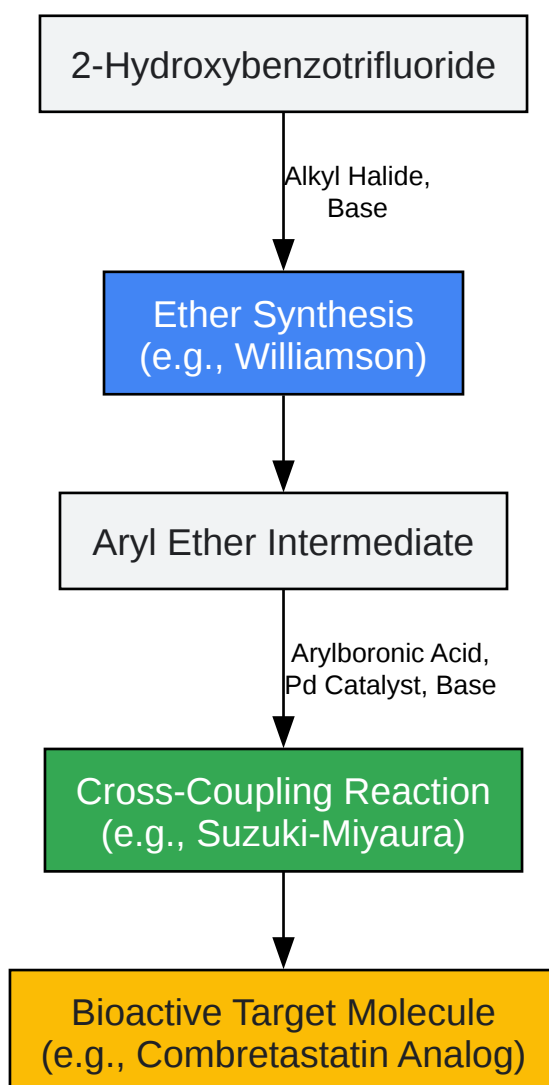 2-Hydroxybenzotrifluoride
Alkyl Halide,
Base
Ether Synthesis
(e.g., Williamson)
Aryl Ether Intermediate
Arylboronic Acid,
Pd Catalyst, Base
Cross-Coupling Reaction
(e.g., Suzuki-Miyaura)
Bioactive Target Molecule
(e.g., Combretastatin Analog)